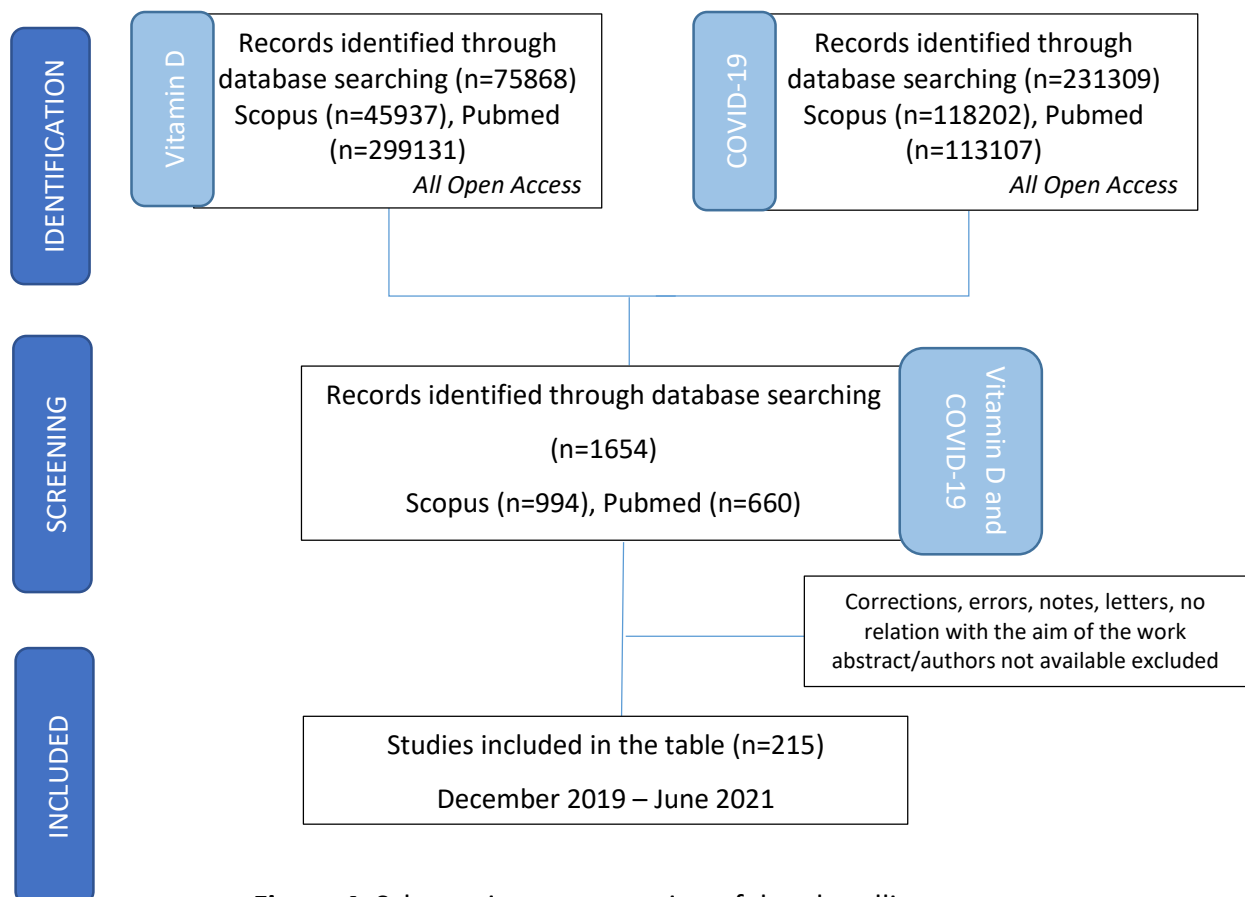 IDENTIFICATION
Vitamin D
Records identified through
database searching (n=75868)
Scopus (n=45937), Pubmed
(n=299131)
All Open Access
COVID-19
Records identified through
database searching (n=231309)
Scopus (n=118202), Pubmed
(n=113107)
All Open Access
SCREENING
Records identified through database searching
(n=1654)
Scopus (n=994), Pubmed (n=660)
Vitamin D and
COVID-19
Corrections, errors, notes, letters, no
relation with the aim of the work
abstract/authors not available excluded
INCLUDED
Studies included in the table (n=215)
December 2019 – June 2021